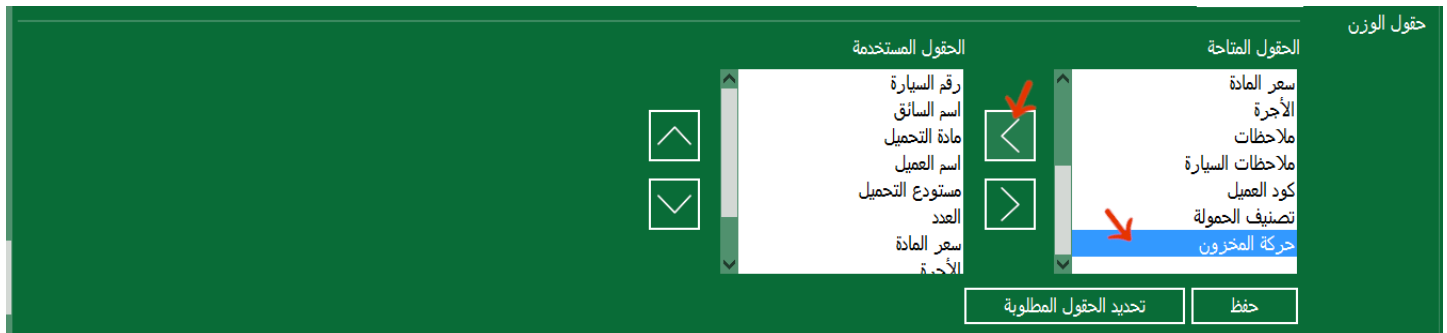 حقول الوزن
الحقول المتاحة
سعر المادة
الأجرة
ملاحظات
ملاحظات السيارة
كود العميل
تصنيف الحمولة
حركة المخزون
الحقول المستخدمة
رقم السيارة
اسم السائق
مادة التحميل
اسم العميل
مستودع التحميل
العدد
سعر المادة
الأجرة
حفظ
تحديد الحقول المطلوبة